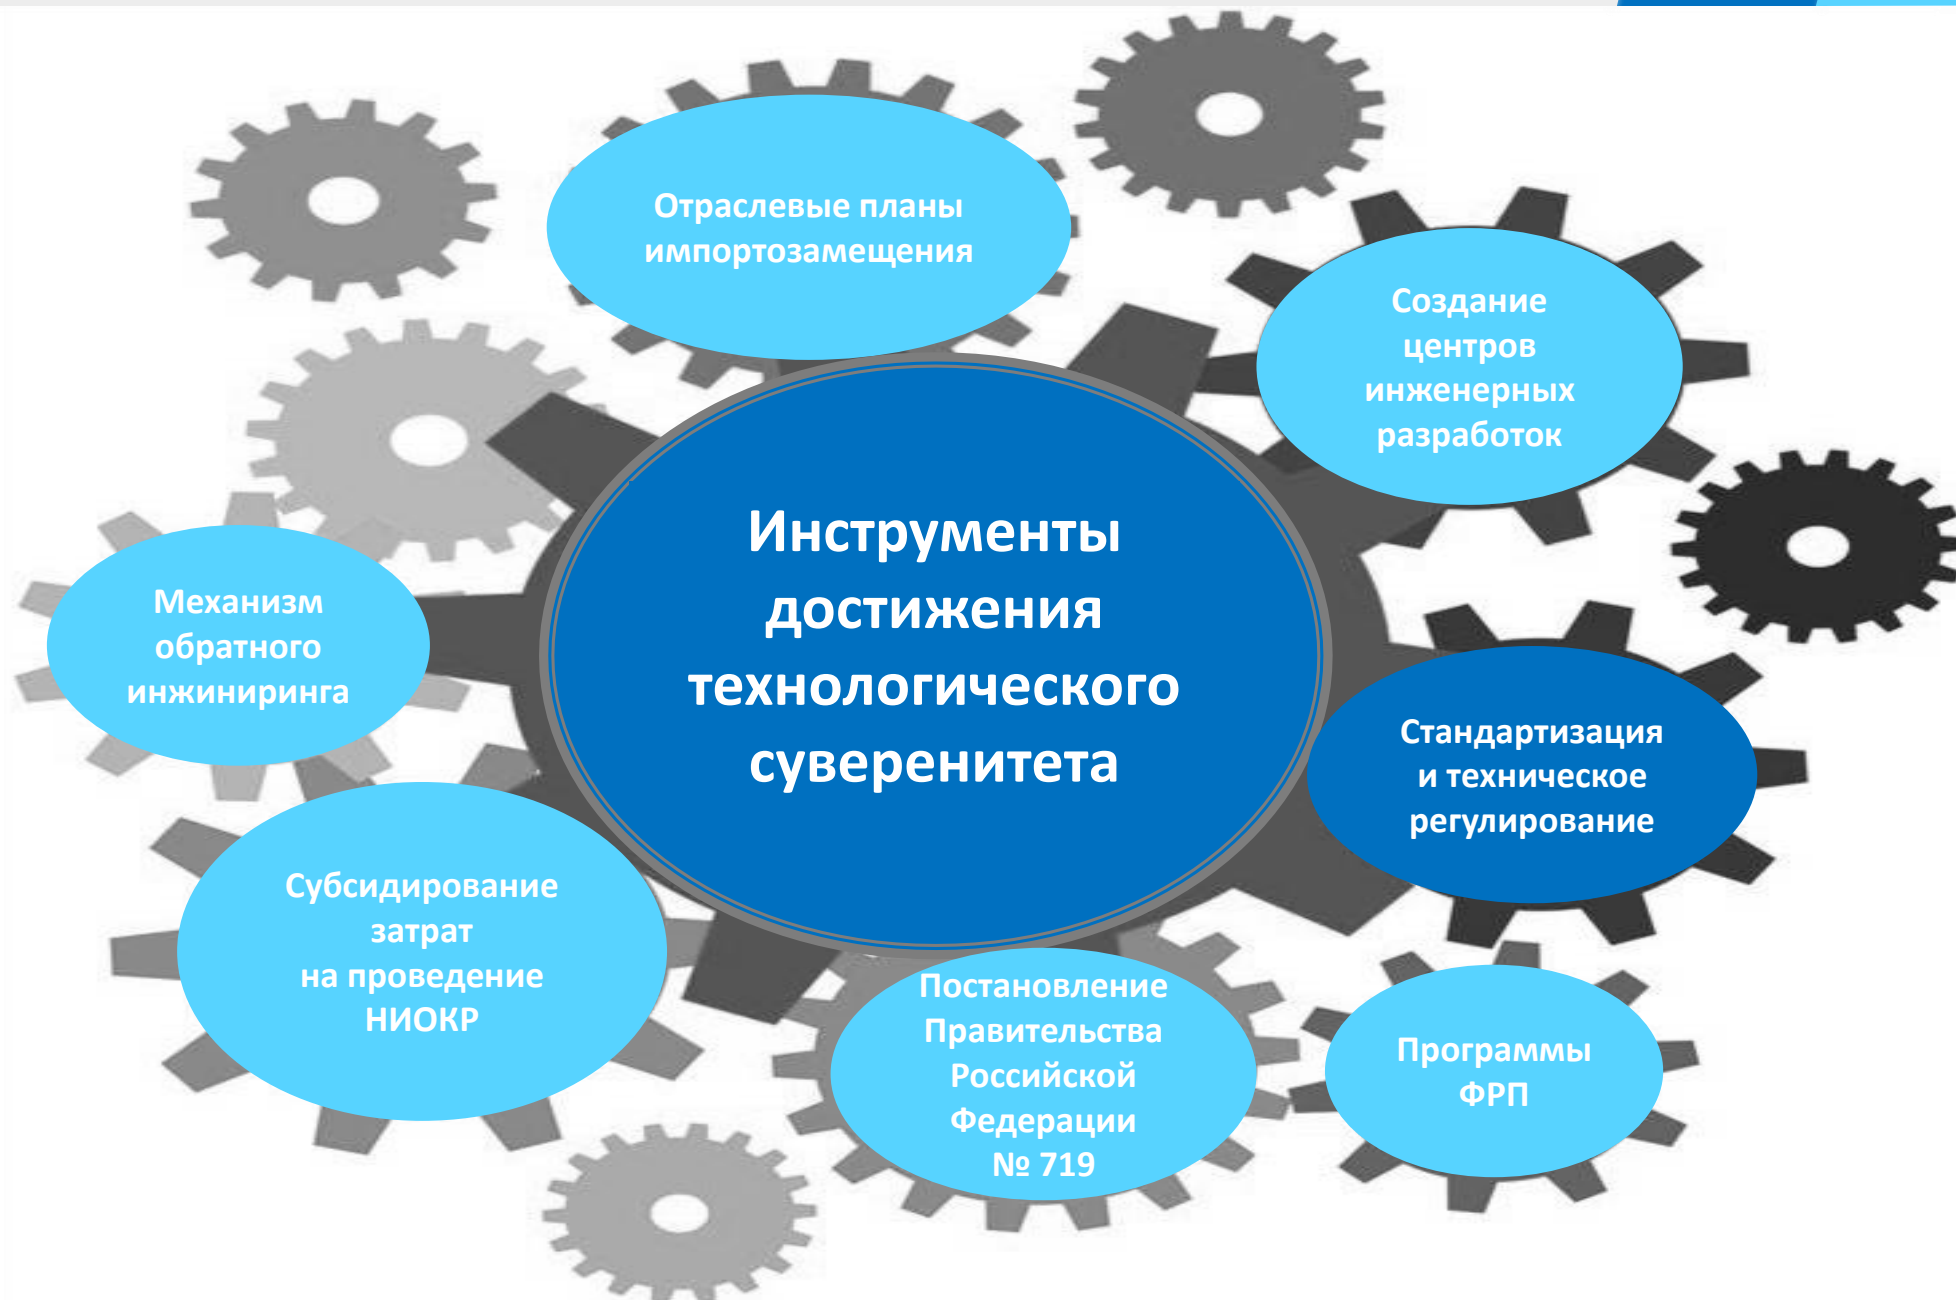 Отраслевые планы
импортозамещения
Создание
центров
инженерных
разработок
Инструменты
достижения
технологического
суверенитета
Механизм
обратного
инжиниринга
Стандартизация
и техническое
регулирование
Субсидирование
затрат
на проведение
НИОКР
Постановление
Правительства
Российской
Федерации
№ 719
Программы
ФРП